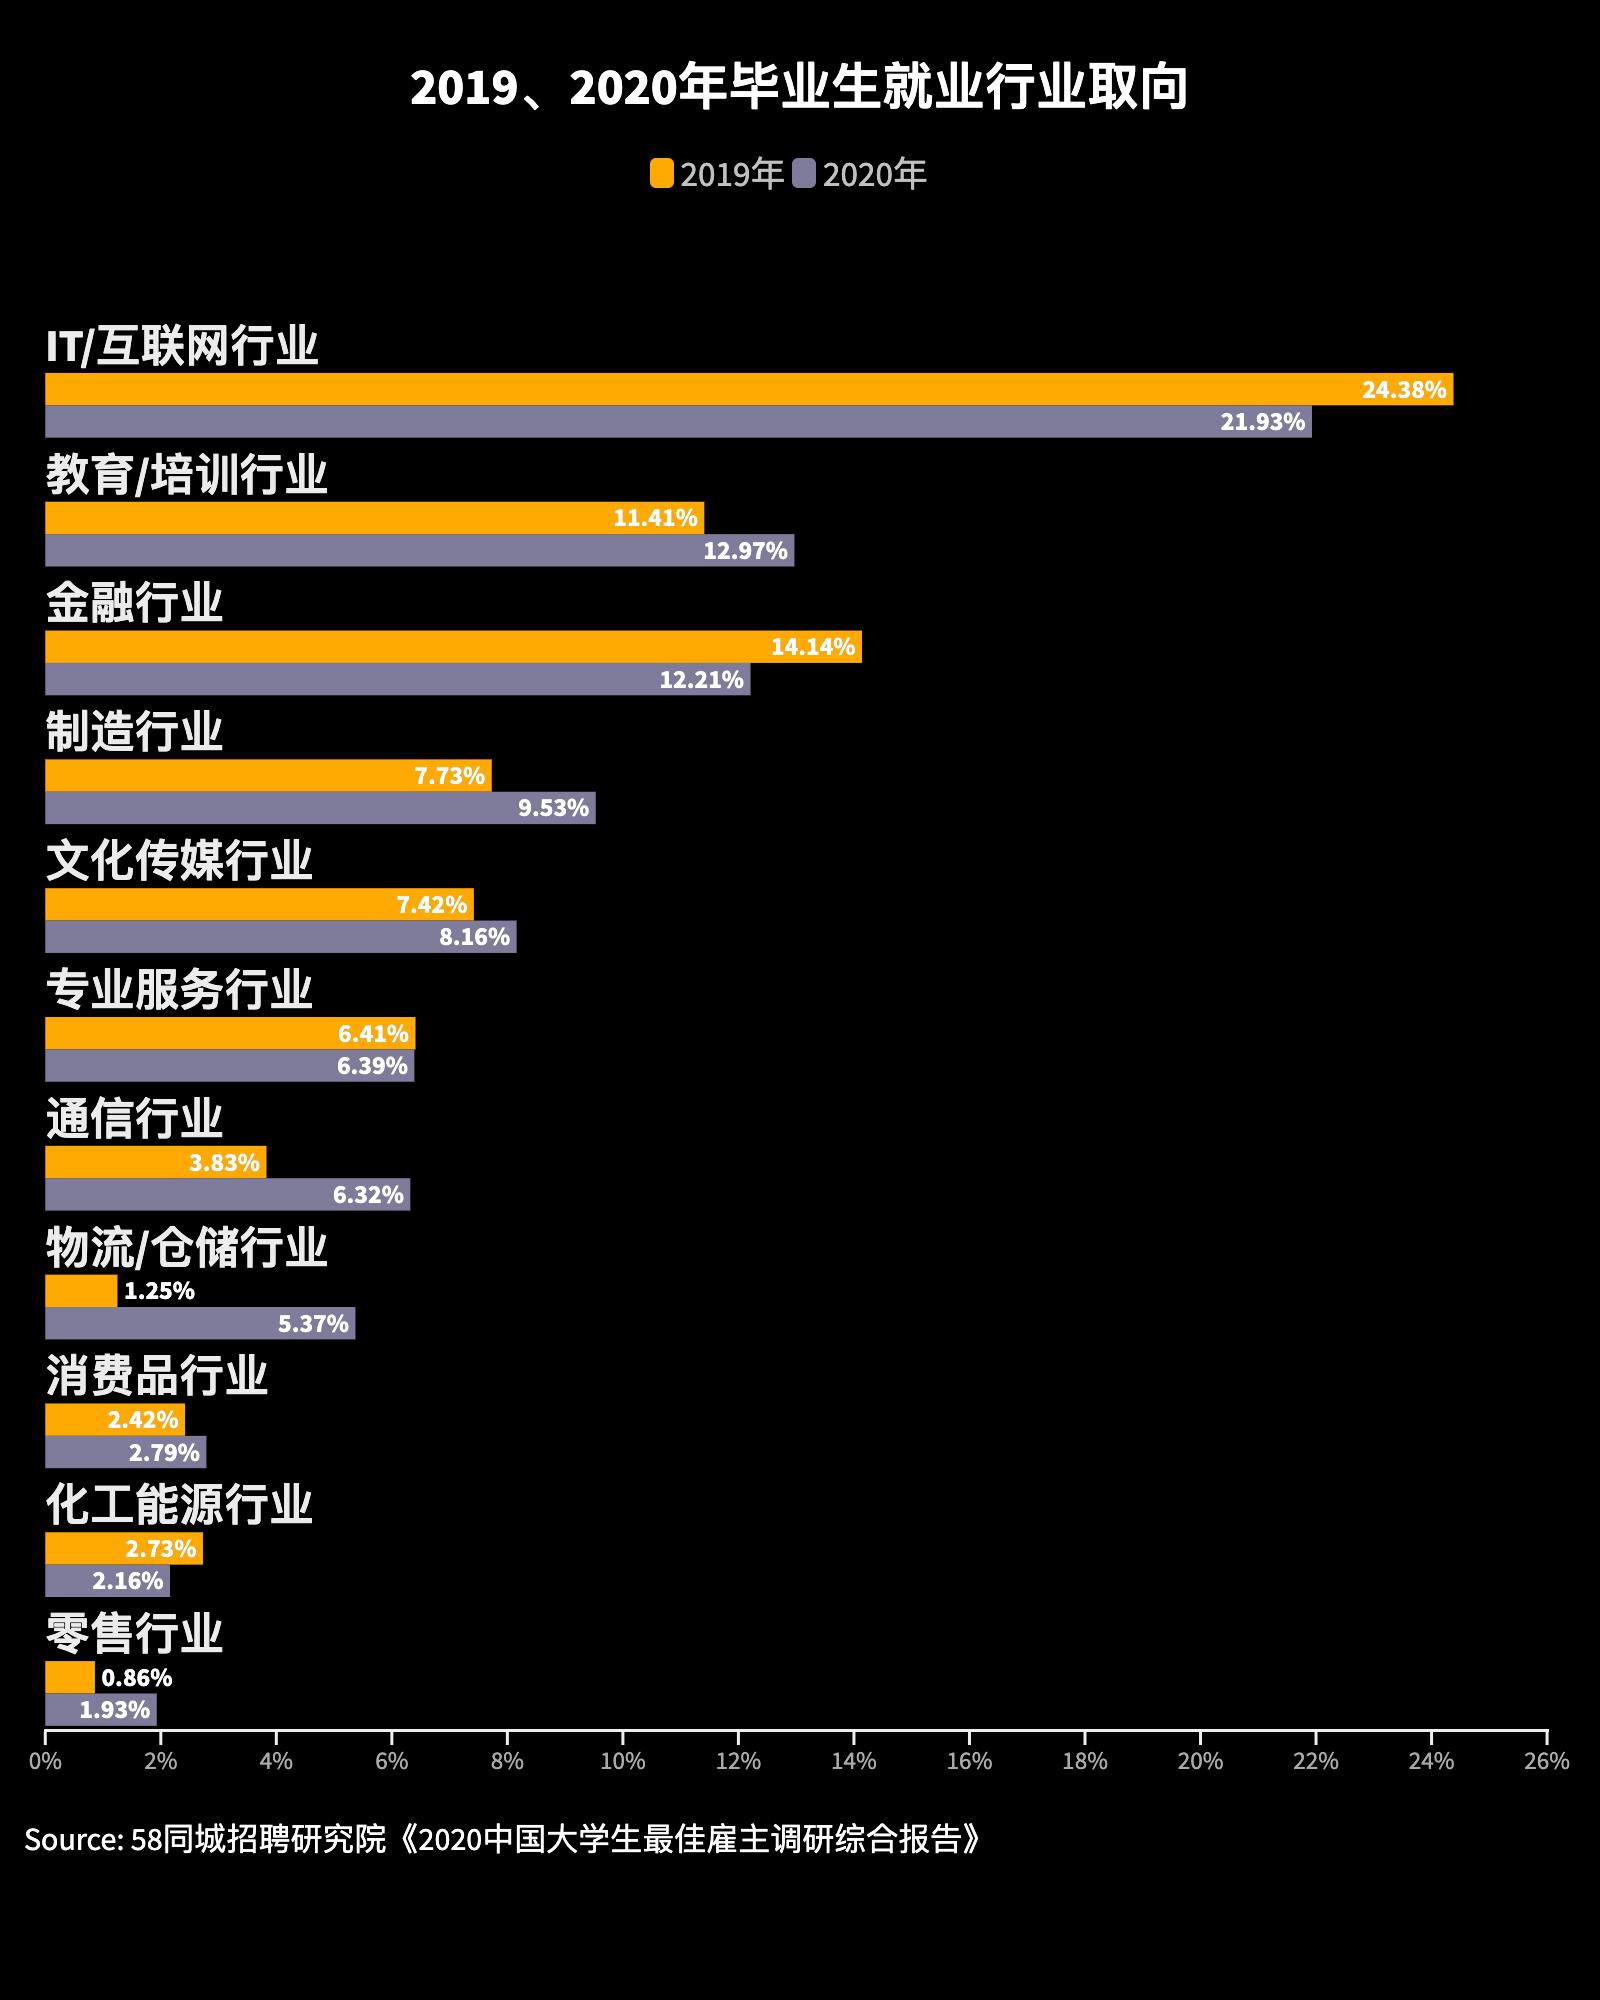 2019、2020年毕业生就业行业取向
2019年 2020年
IT/互联网行业
24.38%
21.93%
教育/培训行业
11.41%
12.97%
金融行业
14.14%
12.21%
制造行业
7.73%
9.53%
文化传媒行业
7.42%
8.16%
专业服务行业
6.41%
6.39%
通信行业
3.83%
6.32%
物流/仓储行业
1.25%
5.37%
消费品行业
2.42%
2.79%
化工能源行业
2.73%
2.16%
零售行业
0.86%
1.93%
0% 2% 4% 6% 8% 10% 12% 14% 16% 18% 20% 22% 24% 26%
Source: 58同城招聘研究院《2020中国大学生最佳雇主调研综合报告》